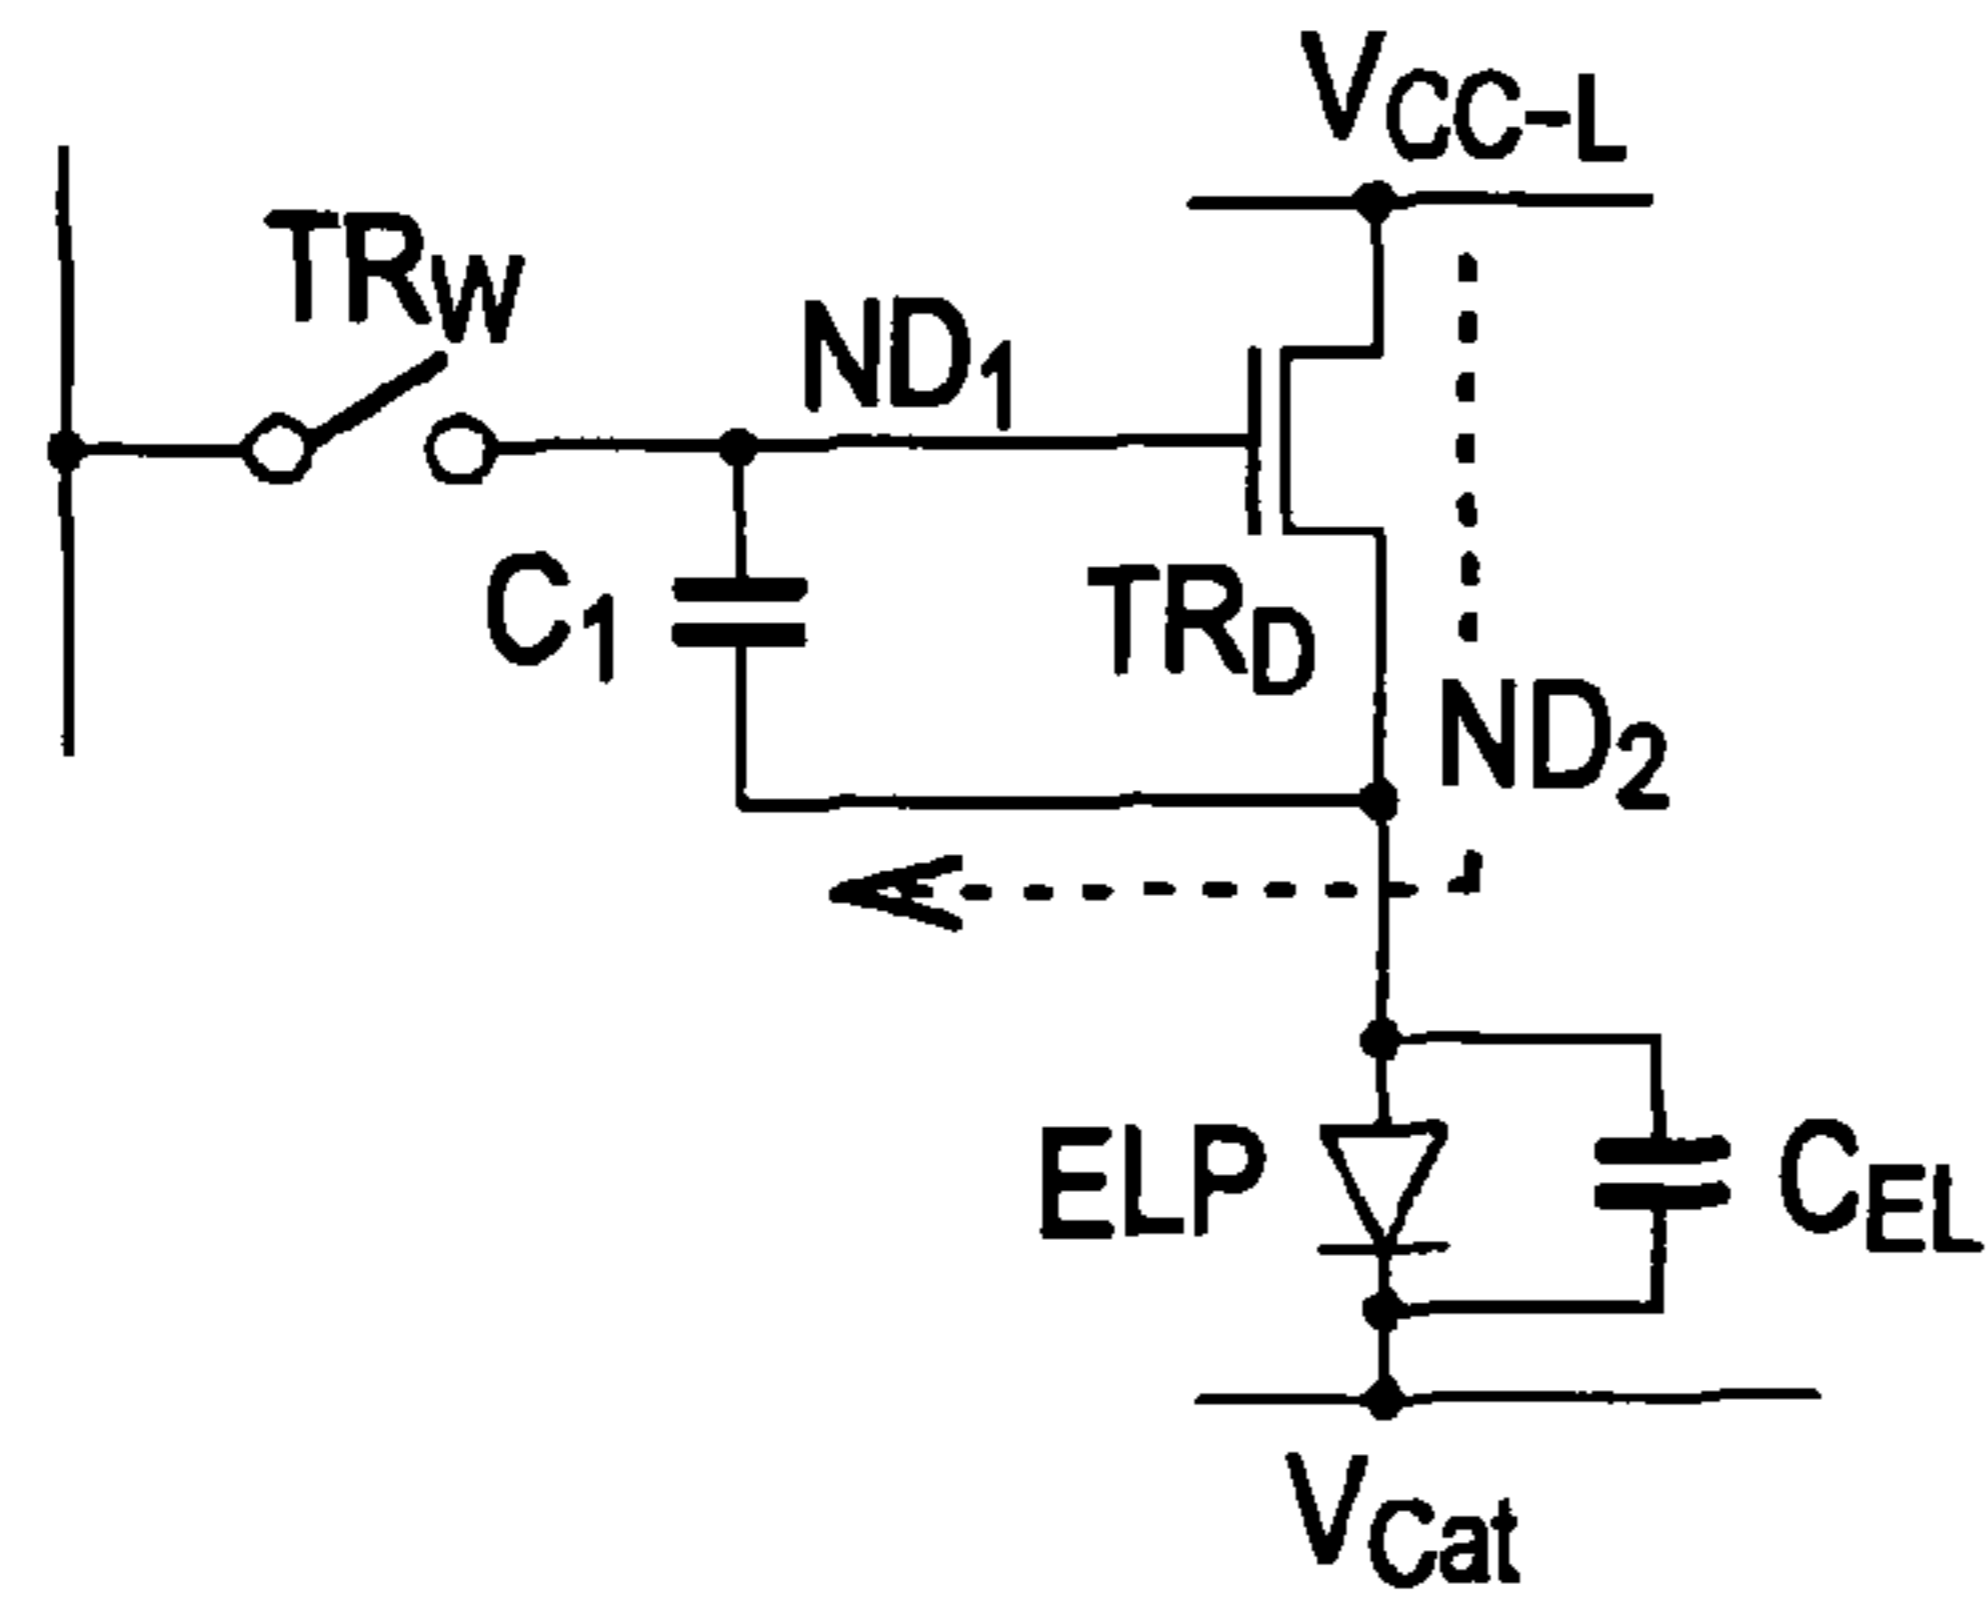 VCC-L
TRW
ND1
C1
TRD
ND2
ELP
CEL
VCat